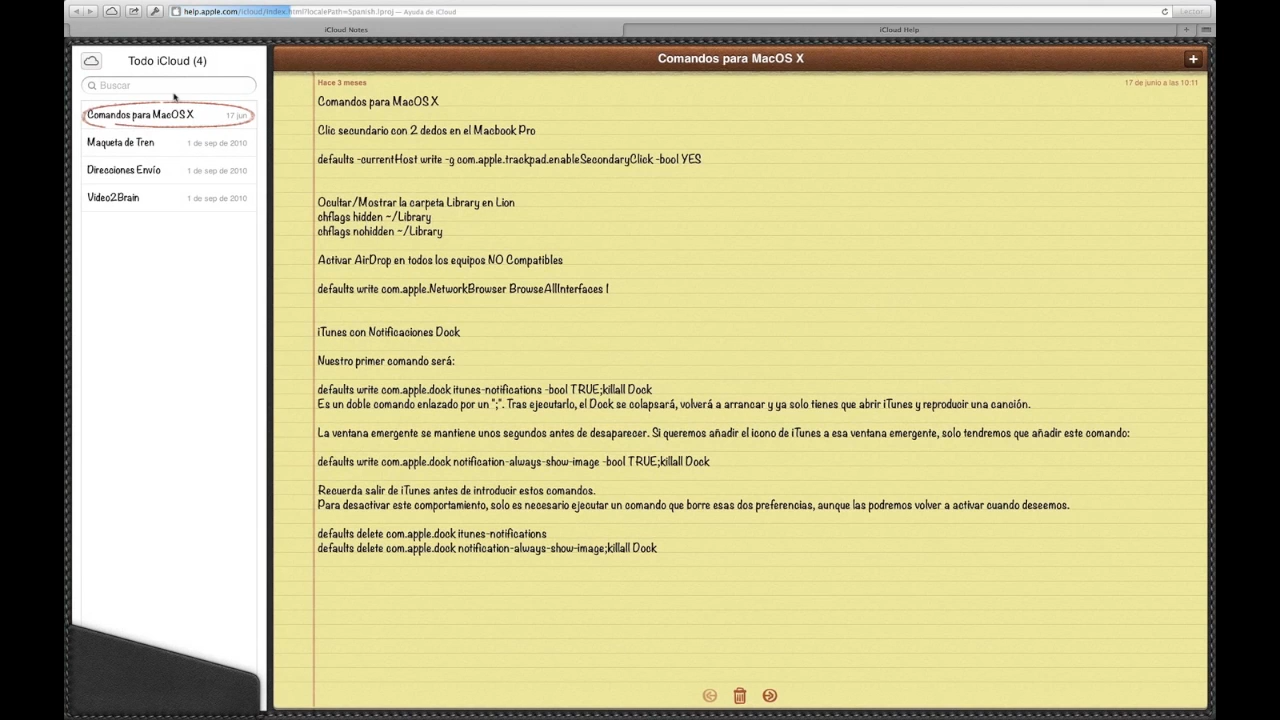 help.apple.com/icloud/index.html?localePath=Spanish.lproj — Ayuda de iCloud
Lector
iCloud Notes
iCloud Help
Todo iCloud (4)
Buscar
Comandos para MacOS X 17 jun
Maqueta de Tren 1 de sep de 2010
Direcciones Envío 1 de sep de 2010
Video2Brain 1 de sep de 2010
Comandos para MacOS X
Hace 3 meses 17 de junio a las 10:11
Comandos para MacOS X
Clic secundario con 2 dedos en el Macbook Pro
defaults -currentHost write -g com.apple.trackpad.enableSecondaryClick -bool YES
Ocultar/Mostrar la carpeta Library en Lion
chflags hidden ~/Library
chflags nohidden ~/Library
Activar AirDrop en todos los equipos NO Compatibles
defaults write com.apple.NetworkBrowser BrowseAllInterfaces 1
iTunes con Notificaciones Dock
Nuestro primer comando será:
defaults write com.apple.dock itunes-notifications -bool TRUE;killall Dock
Es un doble comando enlazado por un ";". Tras ejecutarlo, el Dock se colapsará, volverá a arrancar y ya solo tienes que abrir iTunes y reproducir una canción.
La ventana emergente se mantiene unos segundos antes de desaparecer. Si queremos añadir el icono de iTunes a esa ventana emergente, solo tendremos que añadir este comando:
defaults write com.apple.dock notification-always-show-image -bool TRUE;killall Dock
Recuerda salir de iTunes antes de introducir estos comandos.
Para desactivar este comportamiento, solo es necesario ejecutar un comando que borre esas dos preferencias, aunque las podremos volver a activar cuando deseemos.
defaults delete com.apple.dock itunes-notifications
defaults delete com.apple.dock notification-always-show-image;killall Dock